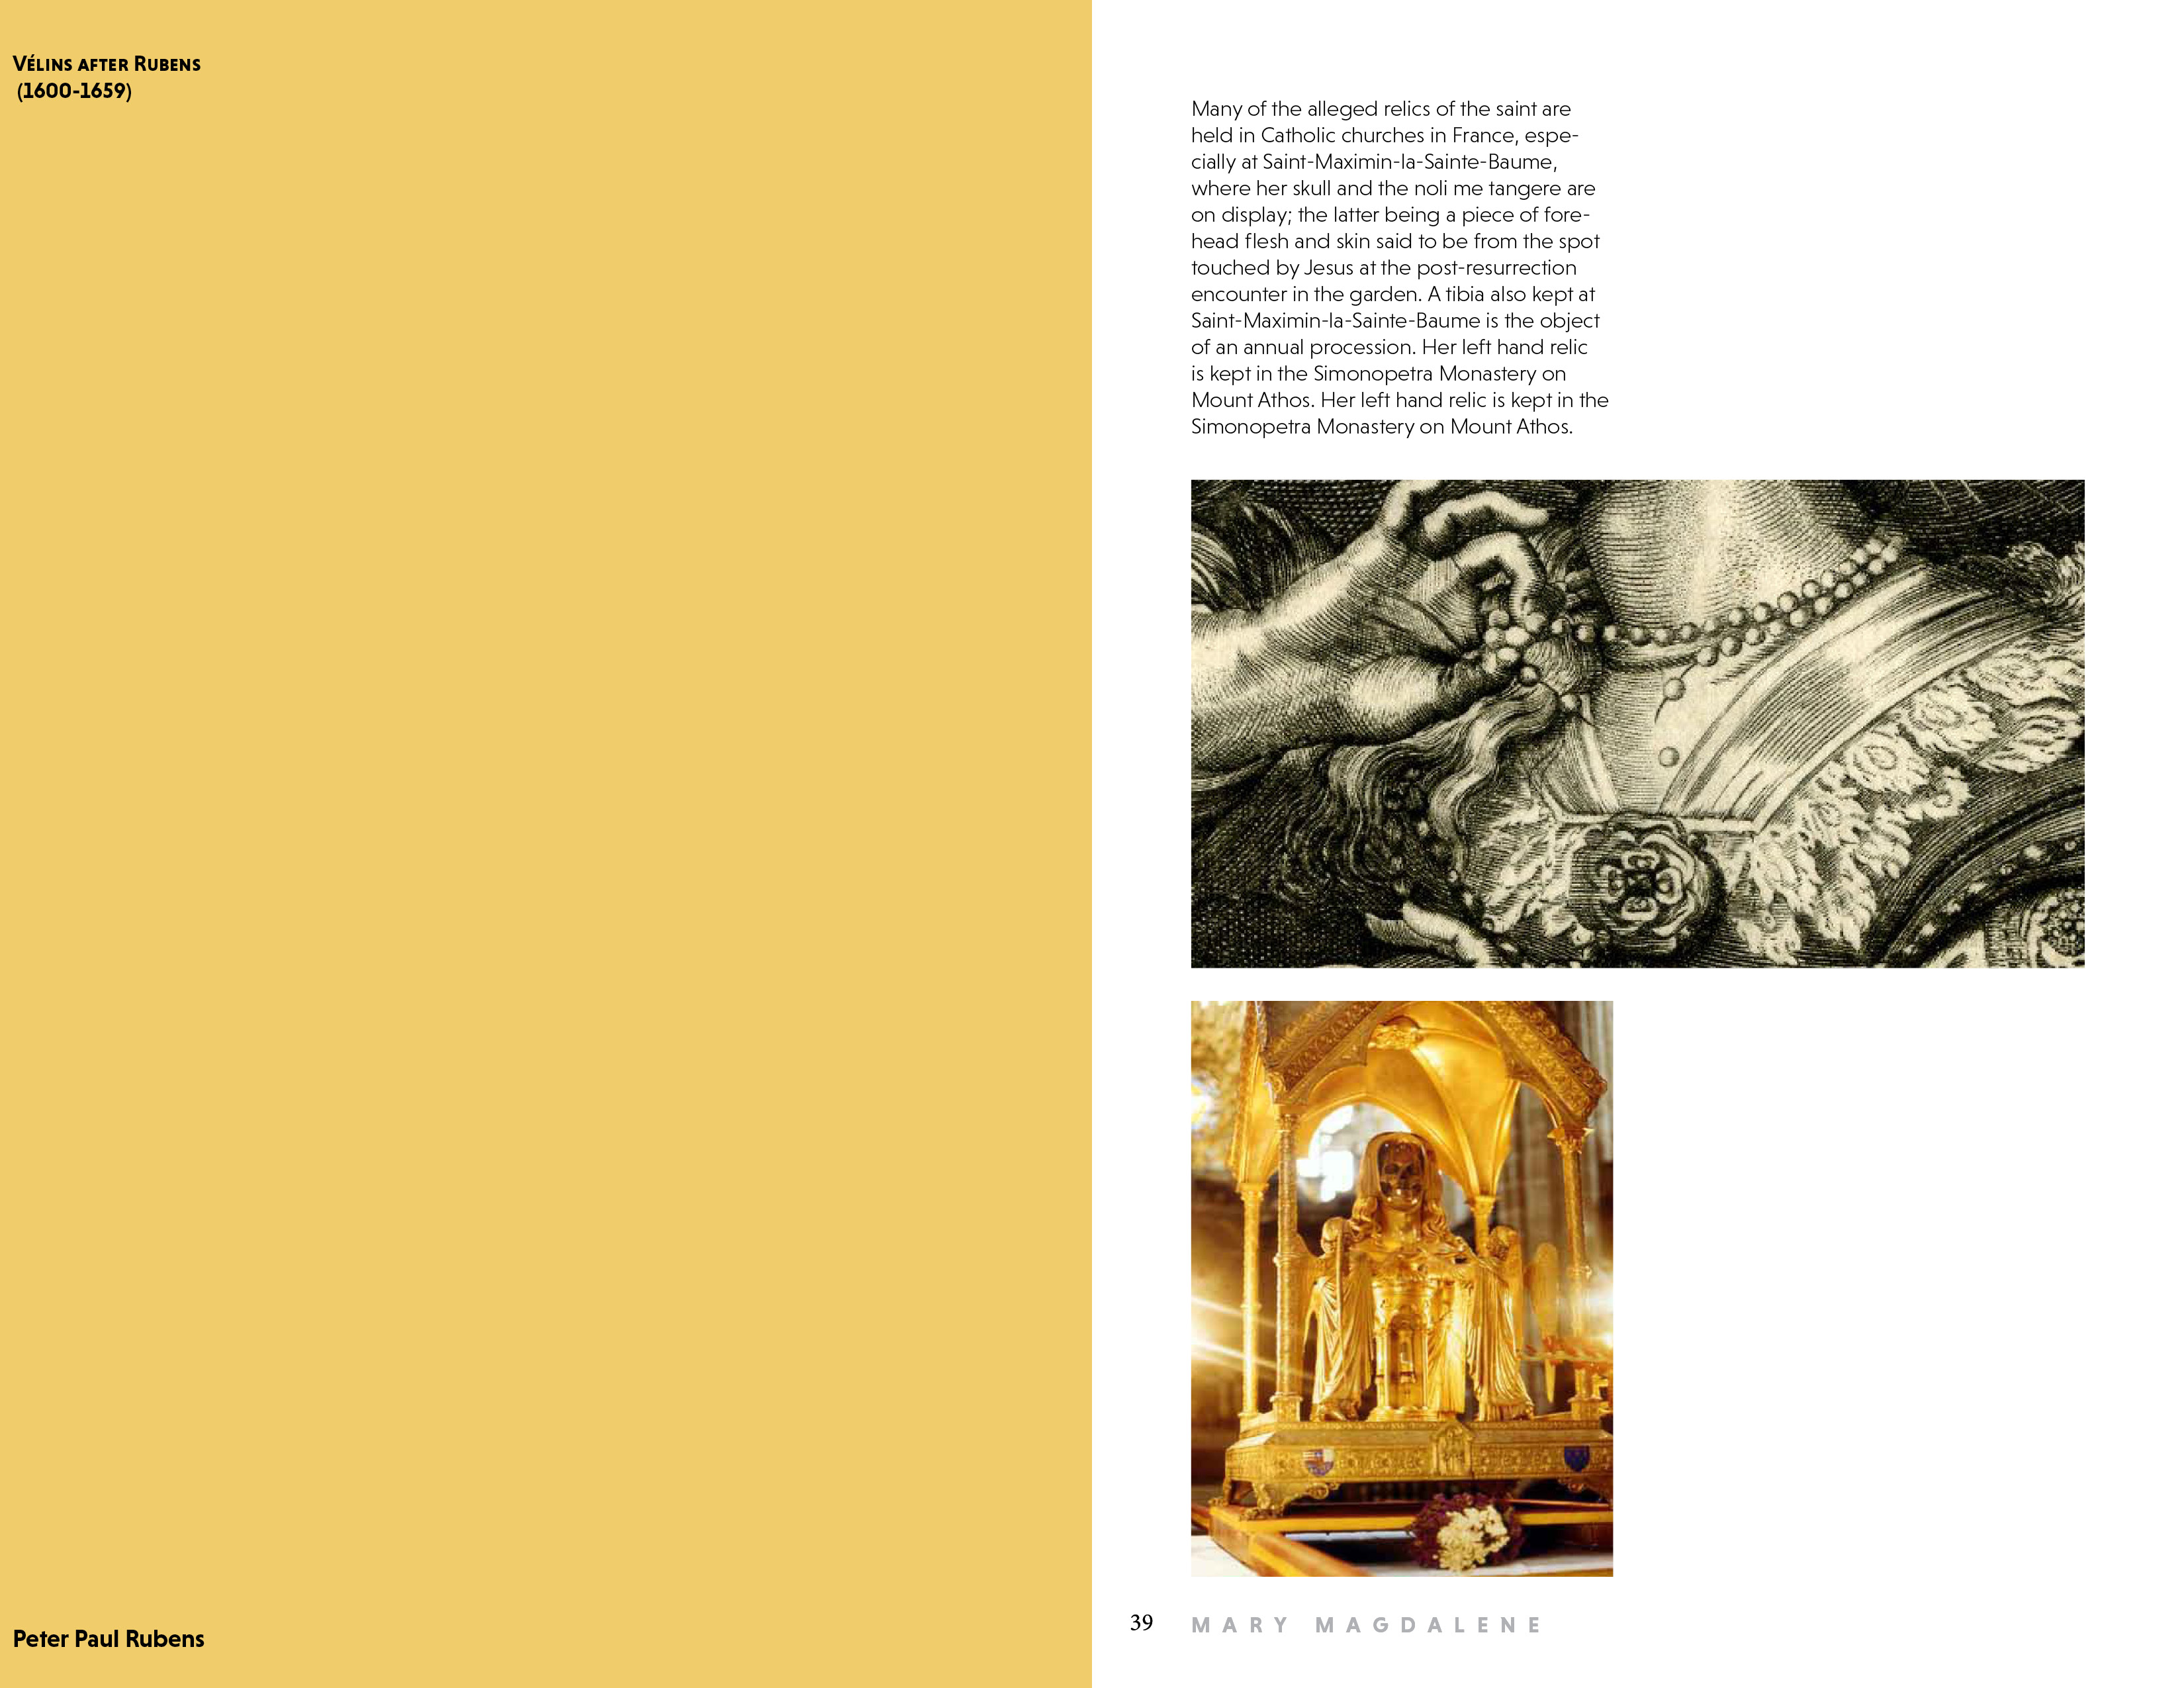 Vélins after Rubens
(1600-1659)
Peter Paul Rubens
Many of the alleged relics of the saint are
held in Catholic churches in France, espe-
cially at Saint-Maximin-la-Sainte-Baume,
where her skull and the noli me tangere are
on display; the latter being a piece of fore-
head flesh and skin said to be from the spot
touched by Jesus at the post-resurrection
encounter in the garden. A tibia also kept at
Saint-Maximin-la-Sainte-Baume is the object
of an annual procession. Her left hand relic
is kept in the Simonopetra Monastery on
Mount Athos. Her left hand relic is kept in the
Simonopetra Monastery on Mount Athos.
39 MARY MAGDALENE